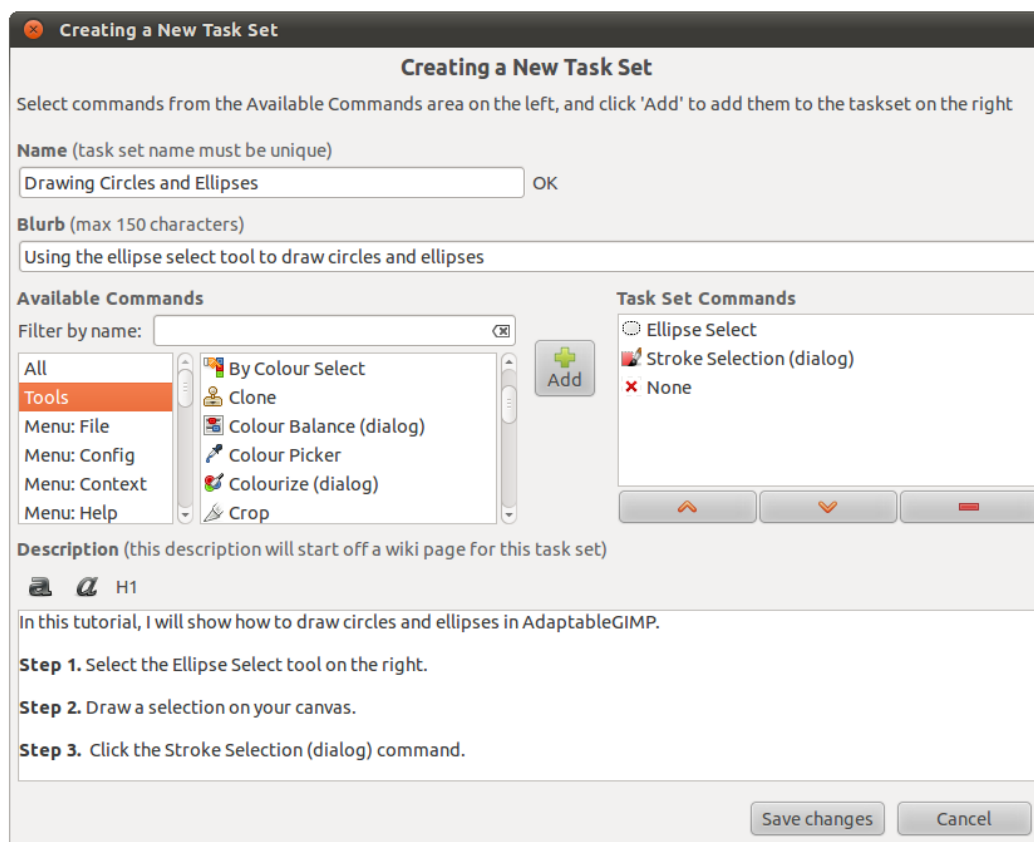 Creating a New Task Set
Creating a New Task Set
Select commands from the Available Commands area on the left, and click 'Add' to add them to the taskset on the right
Name (task set name must be unique)
Drawing Circles and Ellipses OK
Blurb (max 150 characters)
Using the ellipse select tool to draw circles and ellipses
Available Commands
Filter by name:
All
Tools
Menu: File
Menu: Config
Menu: Context
Menu: Help
By Colour Select
Clone
Colour Balance (dialog)
Colour Picker
Colourize (dialog)
Crop
Add
Task Set Commands
Ellipse Select
Stroke Selection (dialog)
None
Description (this description will start off a wiki page for this task set)
a a H1
In this tutorial, I will show how to draw circles and ellipses in AdaptableGIMP.
Step 1. Select the Ellipse Select tool on the right.
Step 2. Draw a selection on your canvas.
Step 3. Click the Stroke Selection (dialog) command.
Save changes Cancel